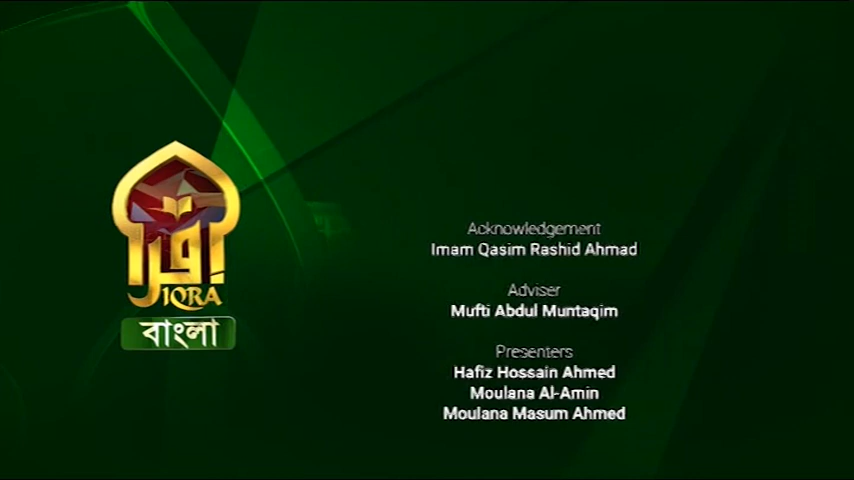 اقرأ
IQRA
বাংলা
Acknowledgement
Imam Qasim Rashid Ahmad
Adviser
Mufti Abdul Muntaqim
Presenters
Hafiz Hossain Ahmed
Moulana Al-Amin
Moulana Masum Ahmed